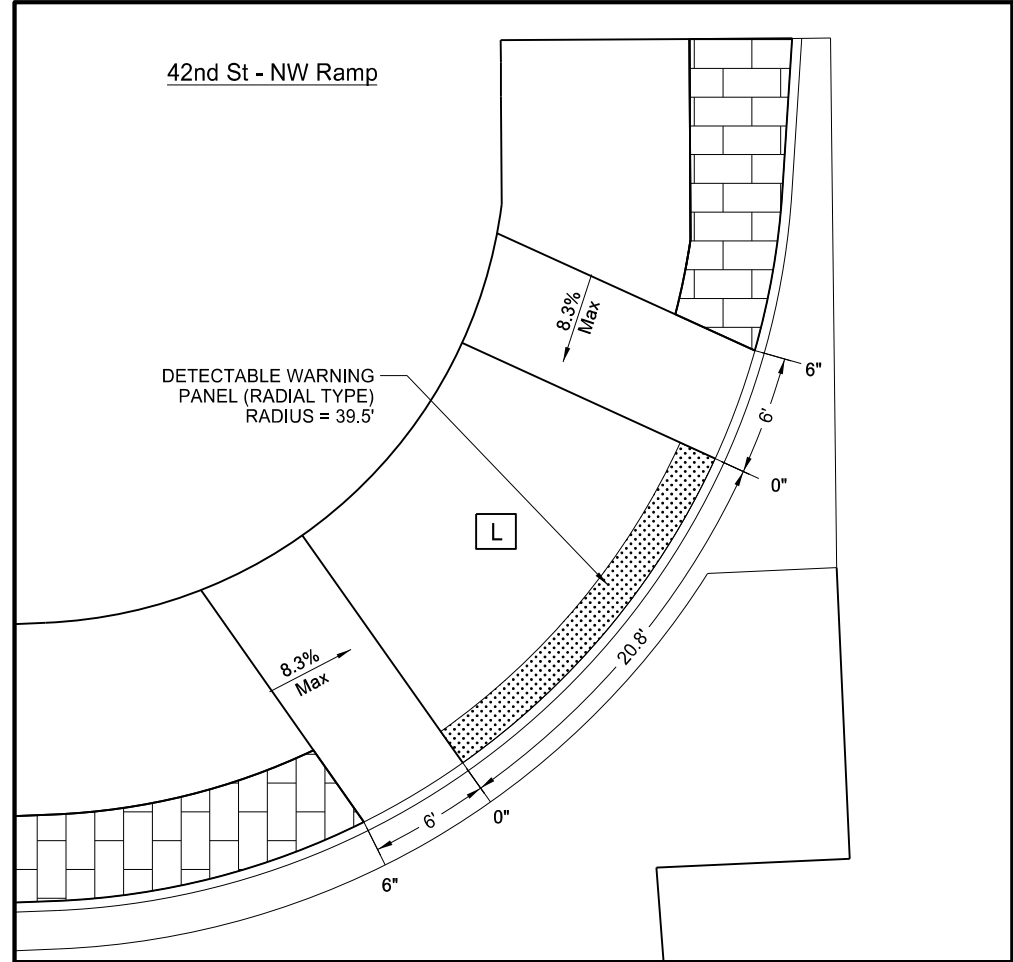 42nd St - NW Ramp
8.3%
Max
DETECTABLE WARNING
PANEL (RADIAL TYPE)
RADIUS = 39.5'
6"
6'
0"
L
20.8'
8.3%
Max
6'
0"
6"